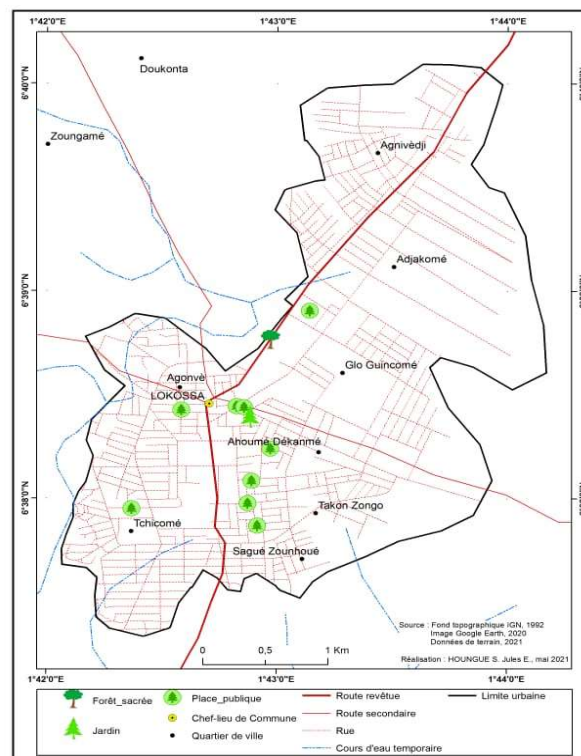 1°42'0"E 1°43'0"E 1°44'0"E
6°40'0"N
Doukonta
Zoungamé
Agnivèdji
6°39'0"N
Adjakomé
Glo Guincomé
Agonvè
LOKOSSA
Ahoumé Dékanmé
6°38'0"N
Takon Zongo
Tchicomé
Sagué Zounhoué
Source : Fond topographique IGN, 1992
Image Google Earth, 2020
Données de terrain, 2021
0 0,5 1 Km
Réalisation : HOUNGUE S. Jules E., mai 2021
1°42'0"E 1°43'0"E 1°44'0"E
Forêt_sacrée Place_publique Route revêtue Limite urbaine
Chef-lieu de Commune Route secondaire
Jardin Quartier de ville Rue
Cours d'eau temporaire